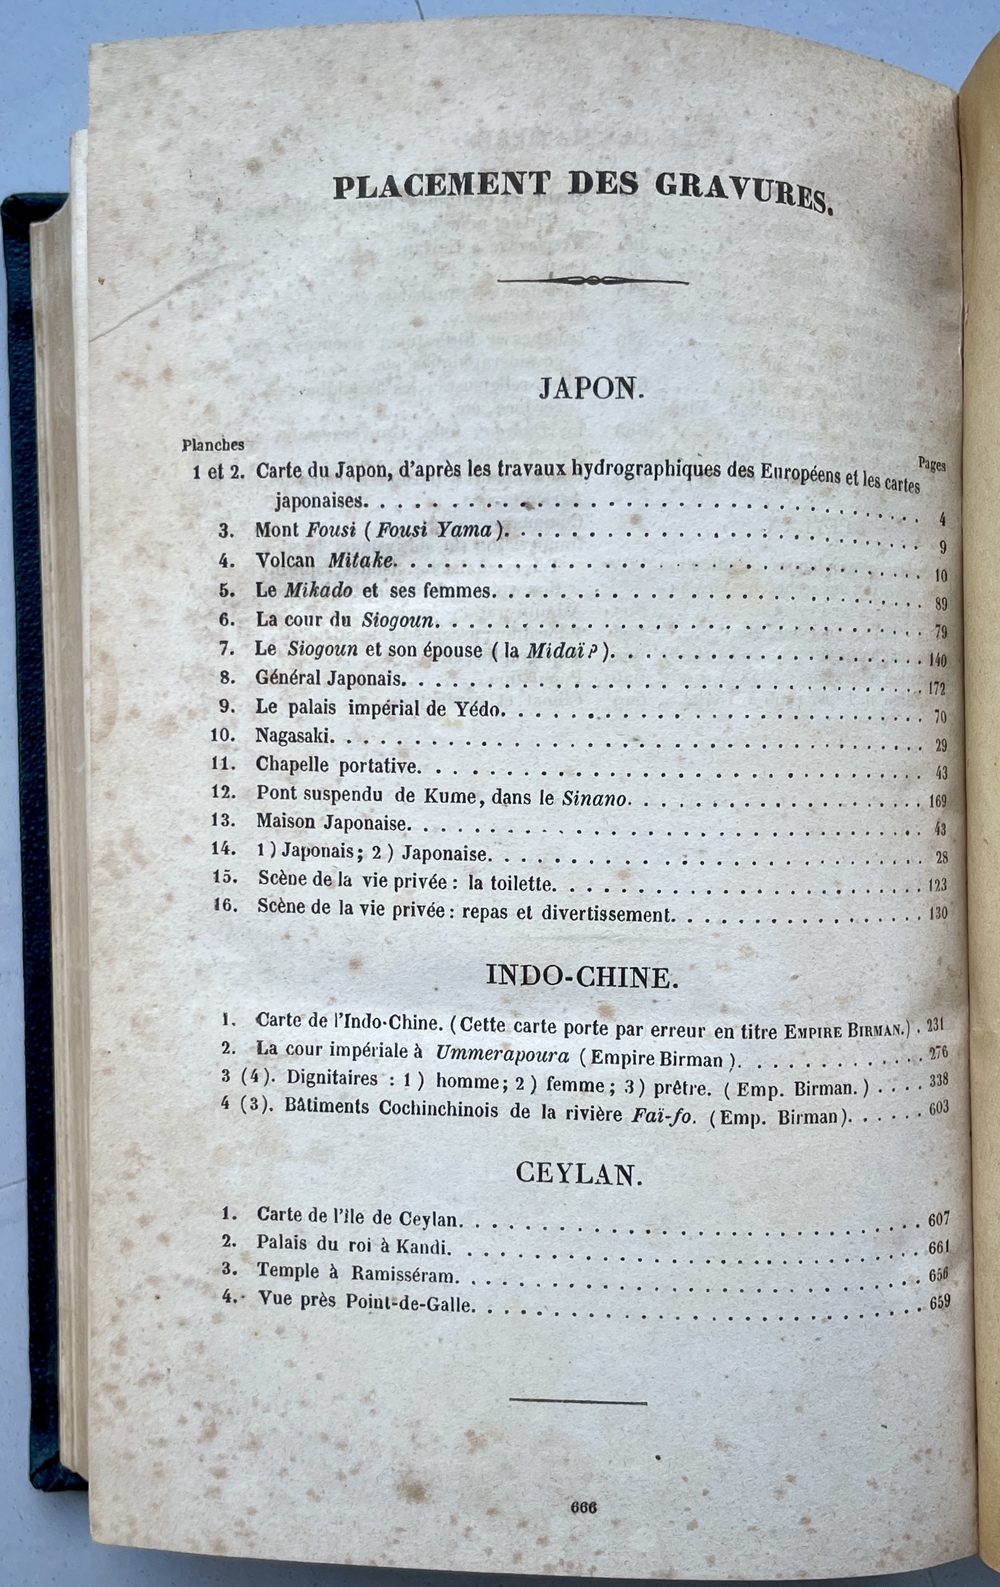 PLACEMENT DES GRAVURES.
JAPON.
Planches Pages
1 et 2. Carte du Japon, d'après les travaux hydrographiques des Européens et les cartes
japonaises. 4
3. Mont Fousi (Fousi Yama). 9
4. Volcan Mitake. 10
5. Le Mikado et ses femmes. 89
6. La cour du Siogoun. 79
7. Le Siogoun et son épouse (la Midaï?). 140
8. Général Japonais. 172
9. Le palais impérial de Yédo. 70
10. Nagasaki. 29
11. Chapelle portative. 43
12. Pont suspendu de Kume, dans le Sinano. 169
13. Maison Japonaise. 43
14. 1) Japonais; 2) Japonaise. 28
15. Scène de la vie privée: la toilette. 123
16. Scène de la vie privée: repas et divertissement. 130
INDO-CHINE.
1. Carte de l'Indo-Chine. (Cette carte porte par erreur en titre EMPIRE BIRMAN.). 231
2. La cour impériale à Ummerapoura (Empire Birman). 276
3 (4). Dignitaires : 1) homme; 2) femme; 3) prêtre. (Emp. Birman.) 338
4 (3). Bâtiments Cochinchinois de la rivière Faï-fo. (Emp. Birman). 603
CEYLAN.
1. Carte de l'île de Ceylan. 607
2. Palais du roi à Kandi. 661
3. Temple à Ramisséram. 656
4. Vue près Point-de-Galle. 659
666